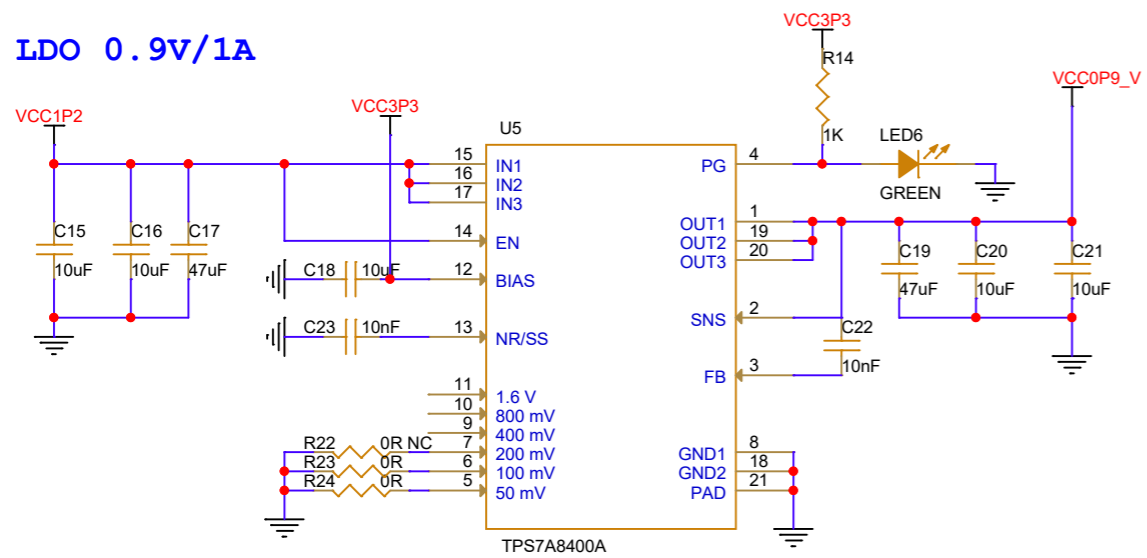 LDO 0.9V/1A
VCC3P3
R14
1K
VCC0P9_V
VCC1P2
VCC3P3
U5
LED6
GREEN
15 IN1
16 IN2
17 IN3
14 EN
12 BIAS
13 NR/SS
11 1.6 V
10 800 mV
9 400 mV
7 200 mV
6 100 mV
5 50 mV
PG 4
OUT1 1
OUT2 19
OUT3 20
SNS 2
FB 3
GND1 8
GND2 18
PAD 21
C15
10uF
C16
10uF
C17
47uF
C18 10uF
C23 10nF
R22 0R NC
R23 0R
R24 0R
C19
47uF
C20
10uF
C21
10uF
C22
10nF
TPS7A8400A